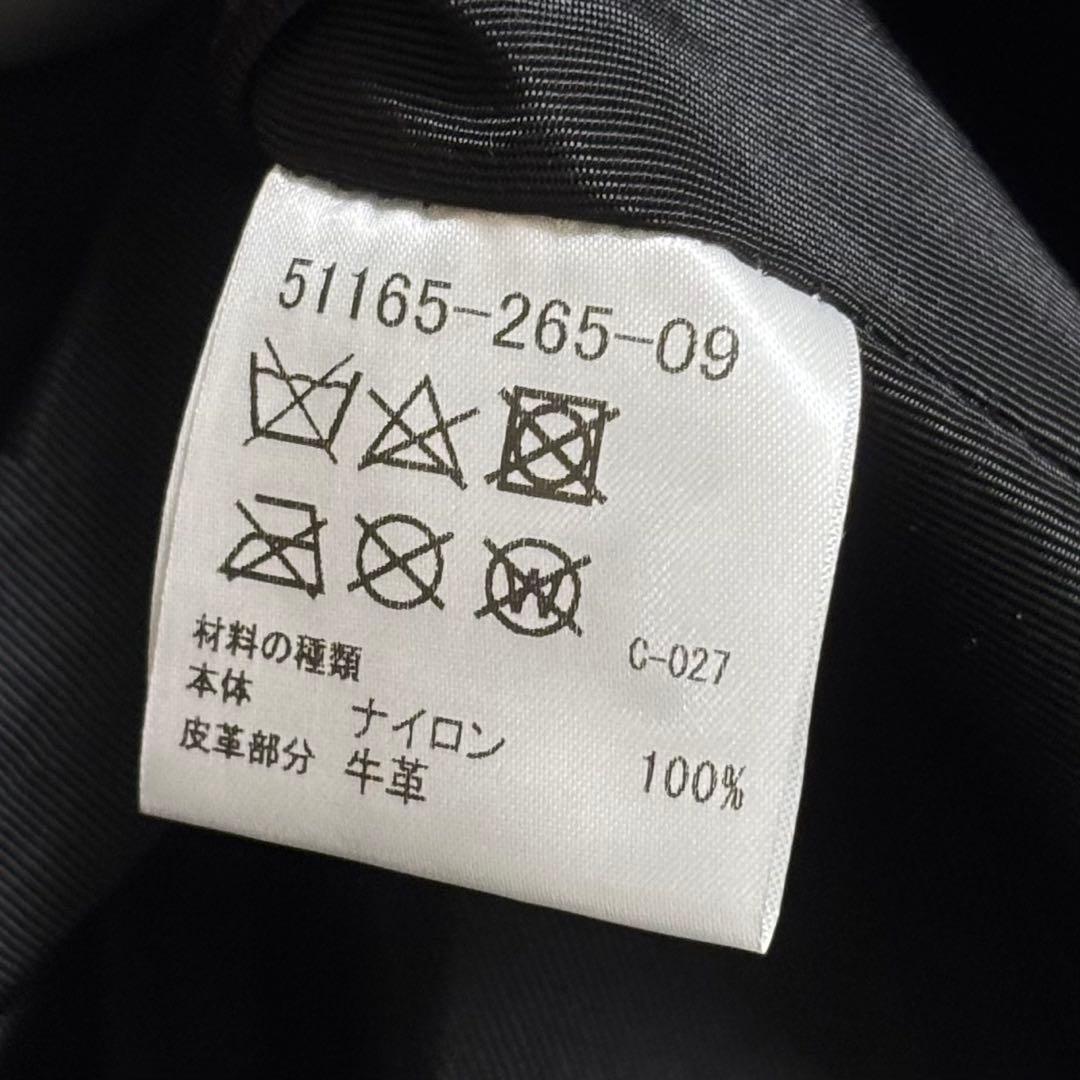 51165-265-09
W
C-027
材料の種類
本体 ナイロン 100%
皮革部分 牛革